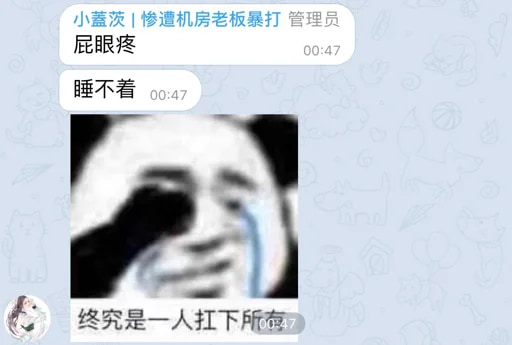 小蓋茨 | 惨遭机房老板暴打 管理员
屁眼疼
00:47
睡不着 00:47
终究是一人扛下所有
00:47